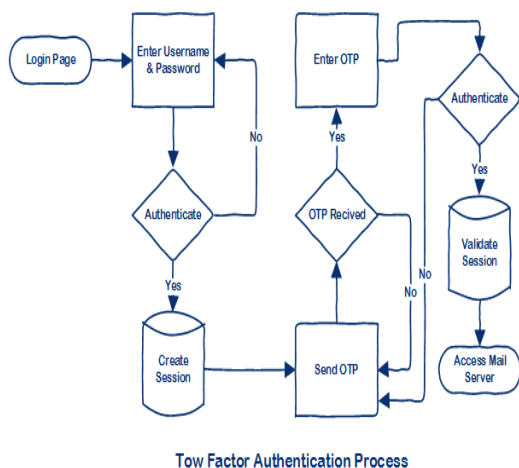 Login Page
Enter Username
& Password
No
Authenticate
Yes
Create
Session
Send OTP
No
OTP Recived
Yes
Enter OTP
Authenticate
No
Yes
Validate
Session
Access Mail
Server
Tow Factor Authentication Process